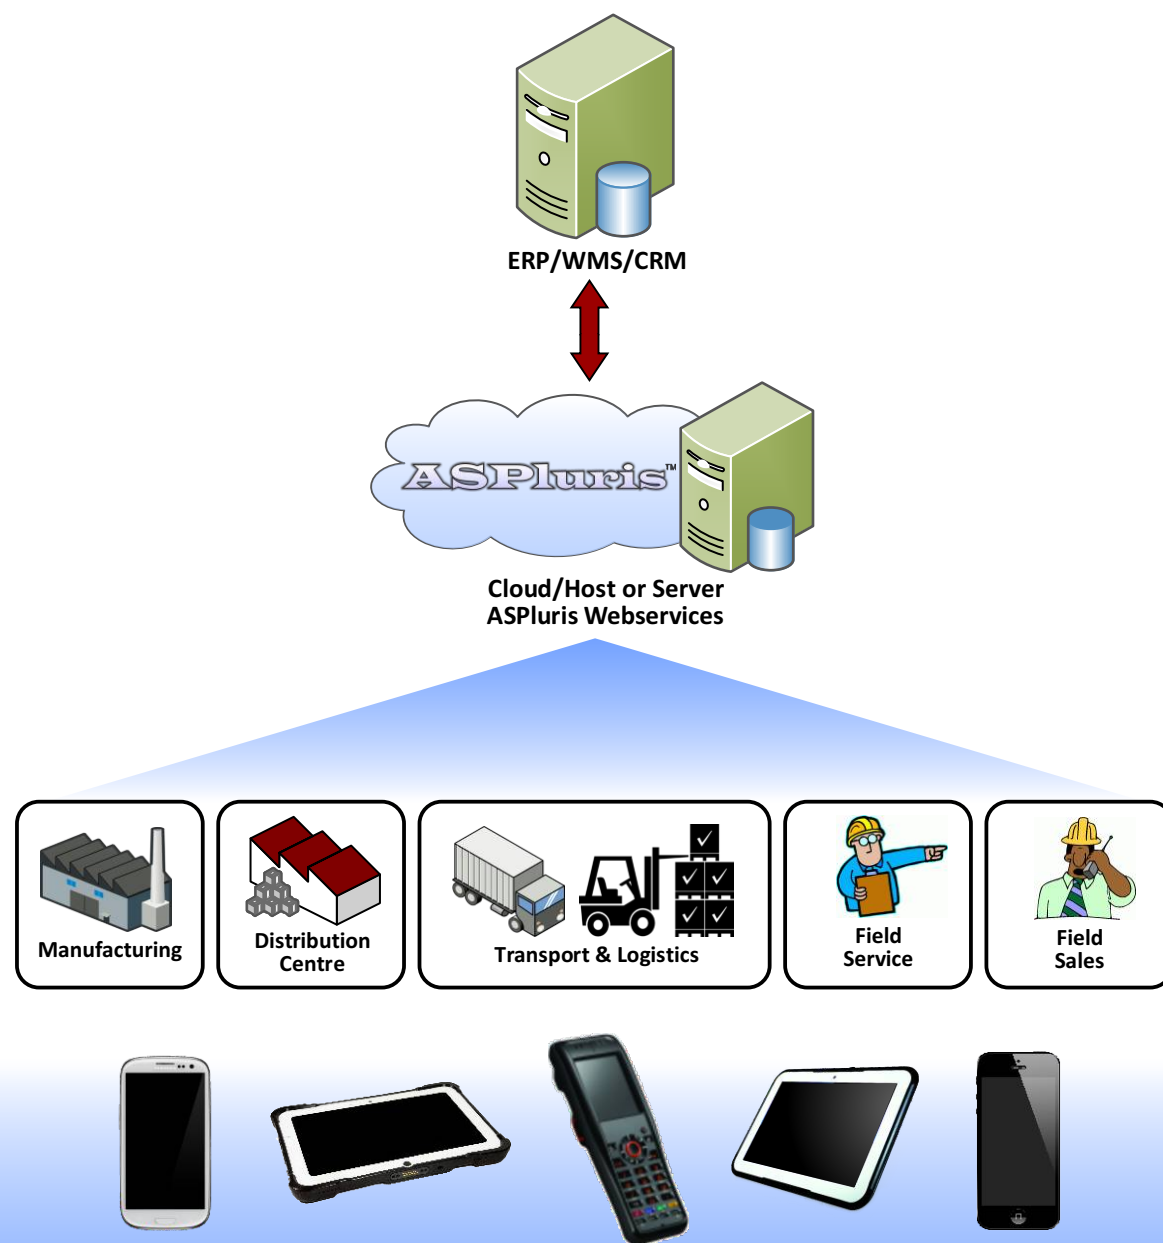 ERP/WMS/CRM
ASPluris™
Cloud/Host or Server
ASPluris Webservices
Manufacturing
Distribution
Centre
Transport & Logistics
Field
Service
Field
Sales